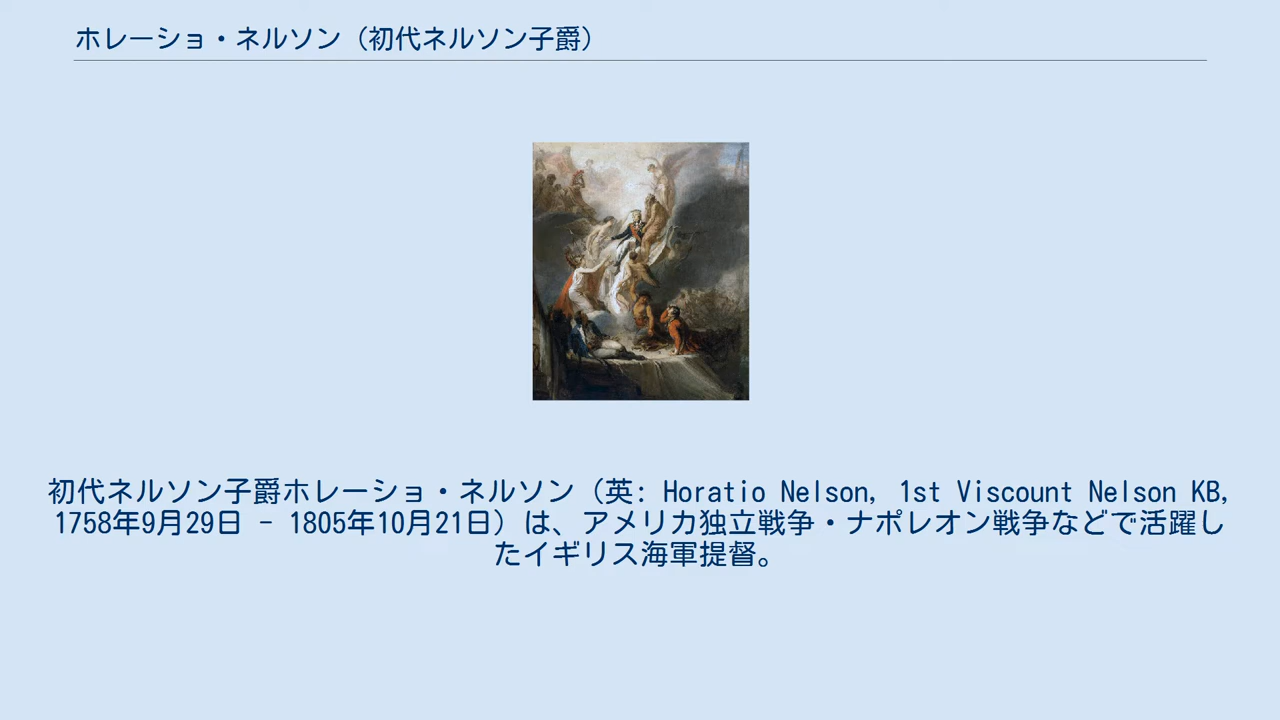 ホレーショ・ネルソン（初代ネルソン子爵）
初代ネルソン子爵ホレーショ・ネルソン（英: Horatio Nelson, 1st Viscount Nelson KB,
1758年9月29日 - 1805年10月21日）は、アメリカ独立戦争・ナポレオン戦争などで活躍し
たイギリス海軍提督。